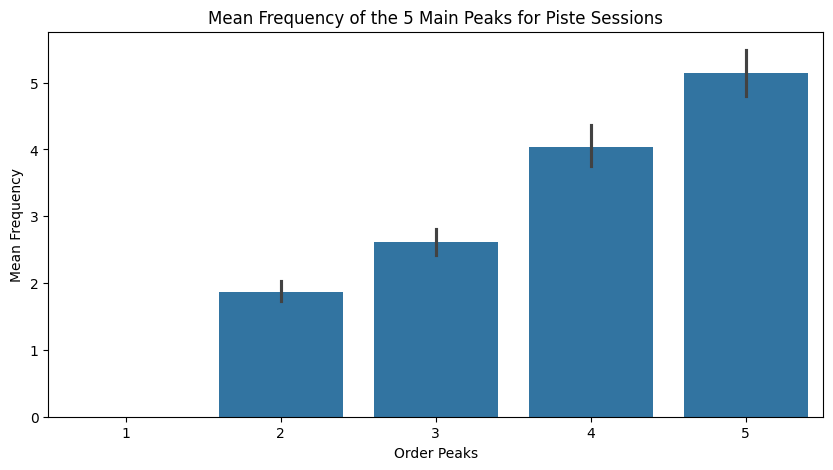 Mean Frequency of the 5 Main Peaks for Piste Sessions
Mean Frequency
5
4
3
2
1
0
1 2 3 4 5
Order Peaks